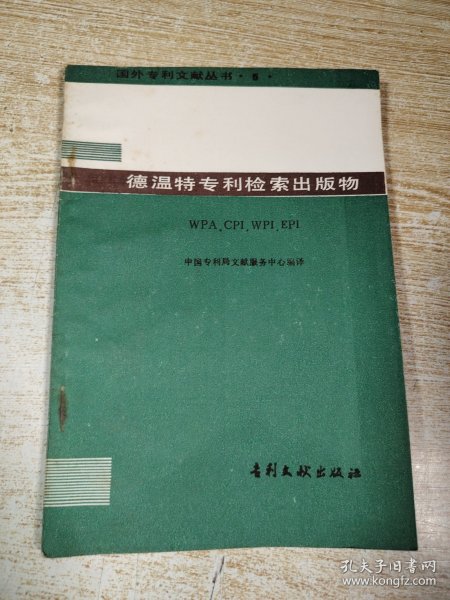 国外专利文献丛书·5·
德温特专利检索出版物
WPA、CPI、WPI、EPI
中国专利局文献服务中心编译
专利文献出版社
孔夫子旧书网
www.kongfz.com